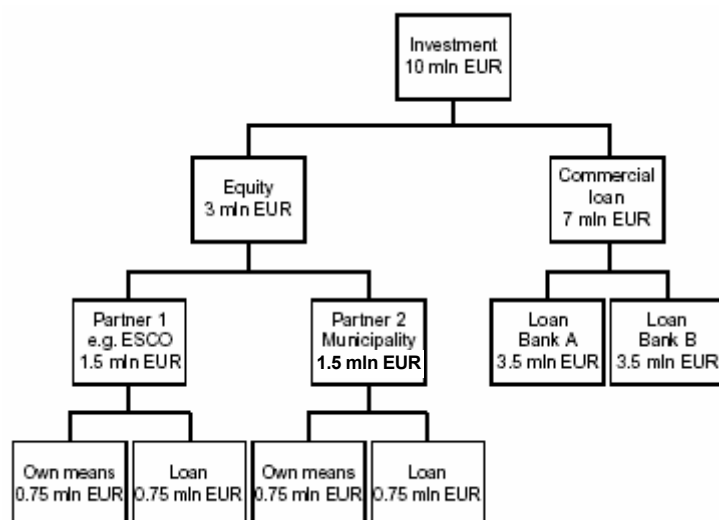 Investment
10 mln EUR
Equity
3 mln EUR
Commercial
loan
7 mln EUR
Partner 1
e.g. ESCO
1.5 mln EUR
Partner 2
Municipality
1.5 mln EUR
Loan
Bank A
3.5 mln EUR
Loan
Bank B
3.5 mln EUR
Own means
0.75 mln EUR
Loan
0.75 mln EUR
Own means
0.75 mln EUR
Loan
0.75 mln EUR